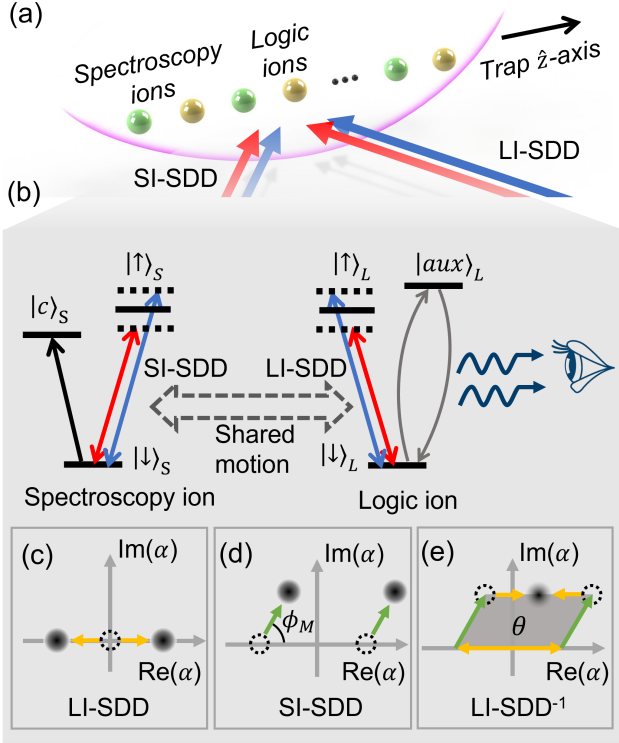 (a)
Spectroscopy
ions
Logic
ions
Trap ẑ-axis
SI-SDD
LI-SDD
(b)
|↑⟩S
|↑⟩L
|aux⟩L
|c⟩S
SI-SDD
LI-SDD
Shared
motion
|↓⟩S
|↓⟩L
Spectroscopy ion
Logic ion
(c)
Im(α)
Re(α)
LI-SDD
(d)
Im(α)
ϕM
Re(α)
SI-SDD
(e)
Im(α)
θ
Re(α)
LI-SDD⁻¹